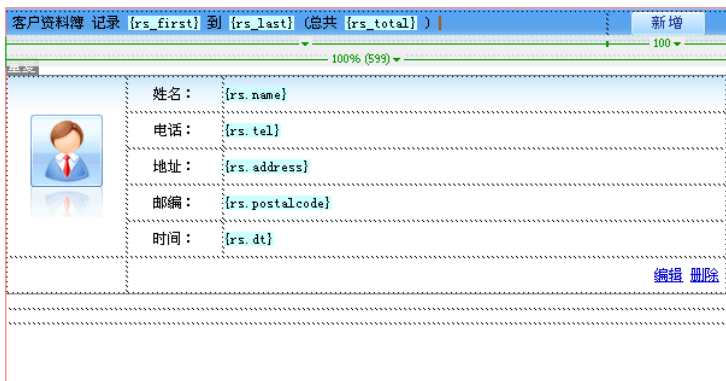 客户资料簿 记录 {rs_first} 到 {rs_last} (总共 {rs_total} ) 新增
100
100% (599)
重复
姓名： {rs.name}
电话： {rs.tel}
地址： {rs.address}
邮编： {rs.postalcode}
时间： {rs.dt}
编辑 删除